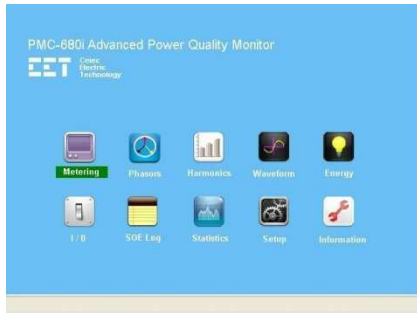 PMC-680i Advanced Power Quality Monitor
CET Ceiec
Electric
Technology
Metering Phasors Harmonics Waveform Energy
I / O SOE Log Statistics Setup Information